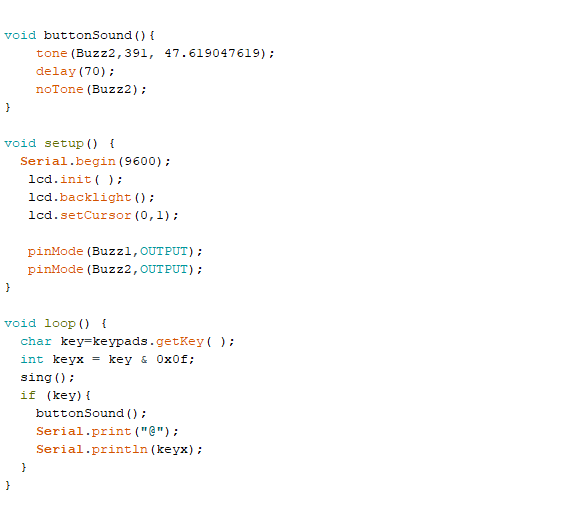 void buttonSound(){
    tone(Buzz2,391, 47.619047619);
    delay(70);
    noTone(Buzz2);
}

void setup() {
  Serial.begin(9600);
   lcd.init( );
   lcd.backlight();
   lcd.setCursor(0,1);

   pinMode(Buzz1,OUTPUT);
   pinMode(Buzz2,OUTPUT);
}

void loop() {
  char key=keypads.getKey( );
  int keyx = key & 0x0f;
  sing();
  if (key){
    buttonSound();
    Serial.print("@");
    Serial.println(keyx);
  }
}